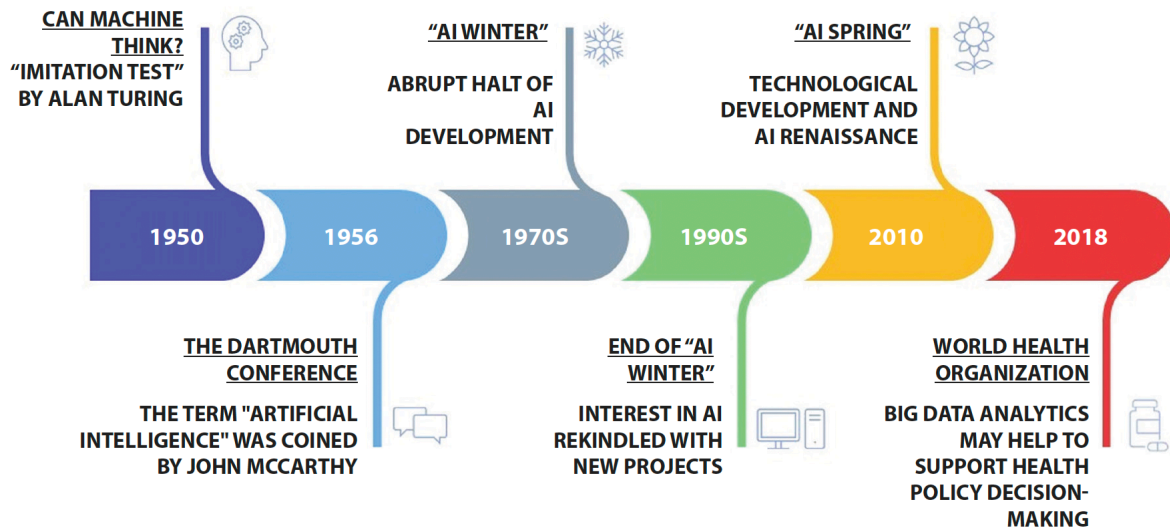 CAN MACHINE
THINK?
“IMITATION TEST”
BY ALAN TURING
“AI WINTER”
ABRUPT HALT OF
AI
DEVELOPMENT
“AI SPRING”
TECHNOLOGICAL
DEVELOPMENT AND
AI RENAISSANCE
1950
1956
1970S
1990S
2010
2018
THE DARTMOUTH
CONFERENCE
THE TERM "ARTIFICIAL
INTELLIGENCE" WAS COINED
BY JOHN MCCARTHY
END OF “AI
WINTER”
INTEREST IN AI
REKINDLED WITH
NEW PROJECTS
WORLD HEALTH
ORGANIZATION
BIG DATA ANALYTICS
MAY HELP TO
SUPPORT HEALTH
POLICY DECISION-
MAKING